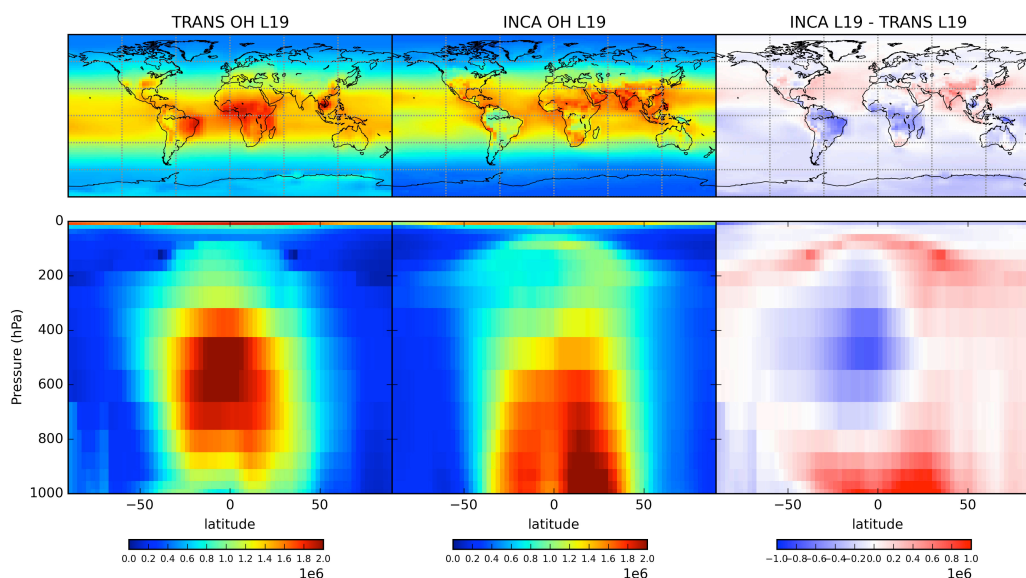 TRANS OH L19 INCA OH L19 INCA L19 - TRANS L19
0
200
400
600
800
1000
Pressure (hPa)
−50 0 50 −50 0 50 −50 0 50
latitude latitude latitude
0.0 0.2 0.4 0.6 0.8 1.0 1.2 1.4 1.6 1.8 2.0 0.0 0.2 0.4 0.6 0.8 1.0 1.2 1.4 1.6 1.8 2.0 −1.0−0.8−0.6−0.4−0.2 0.0 0.2 0.4 0.6 0.8 1.0
1e6 1e6 1e6